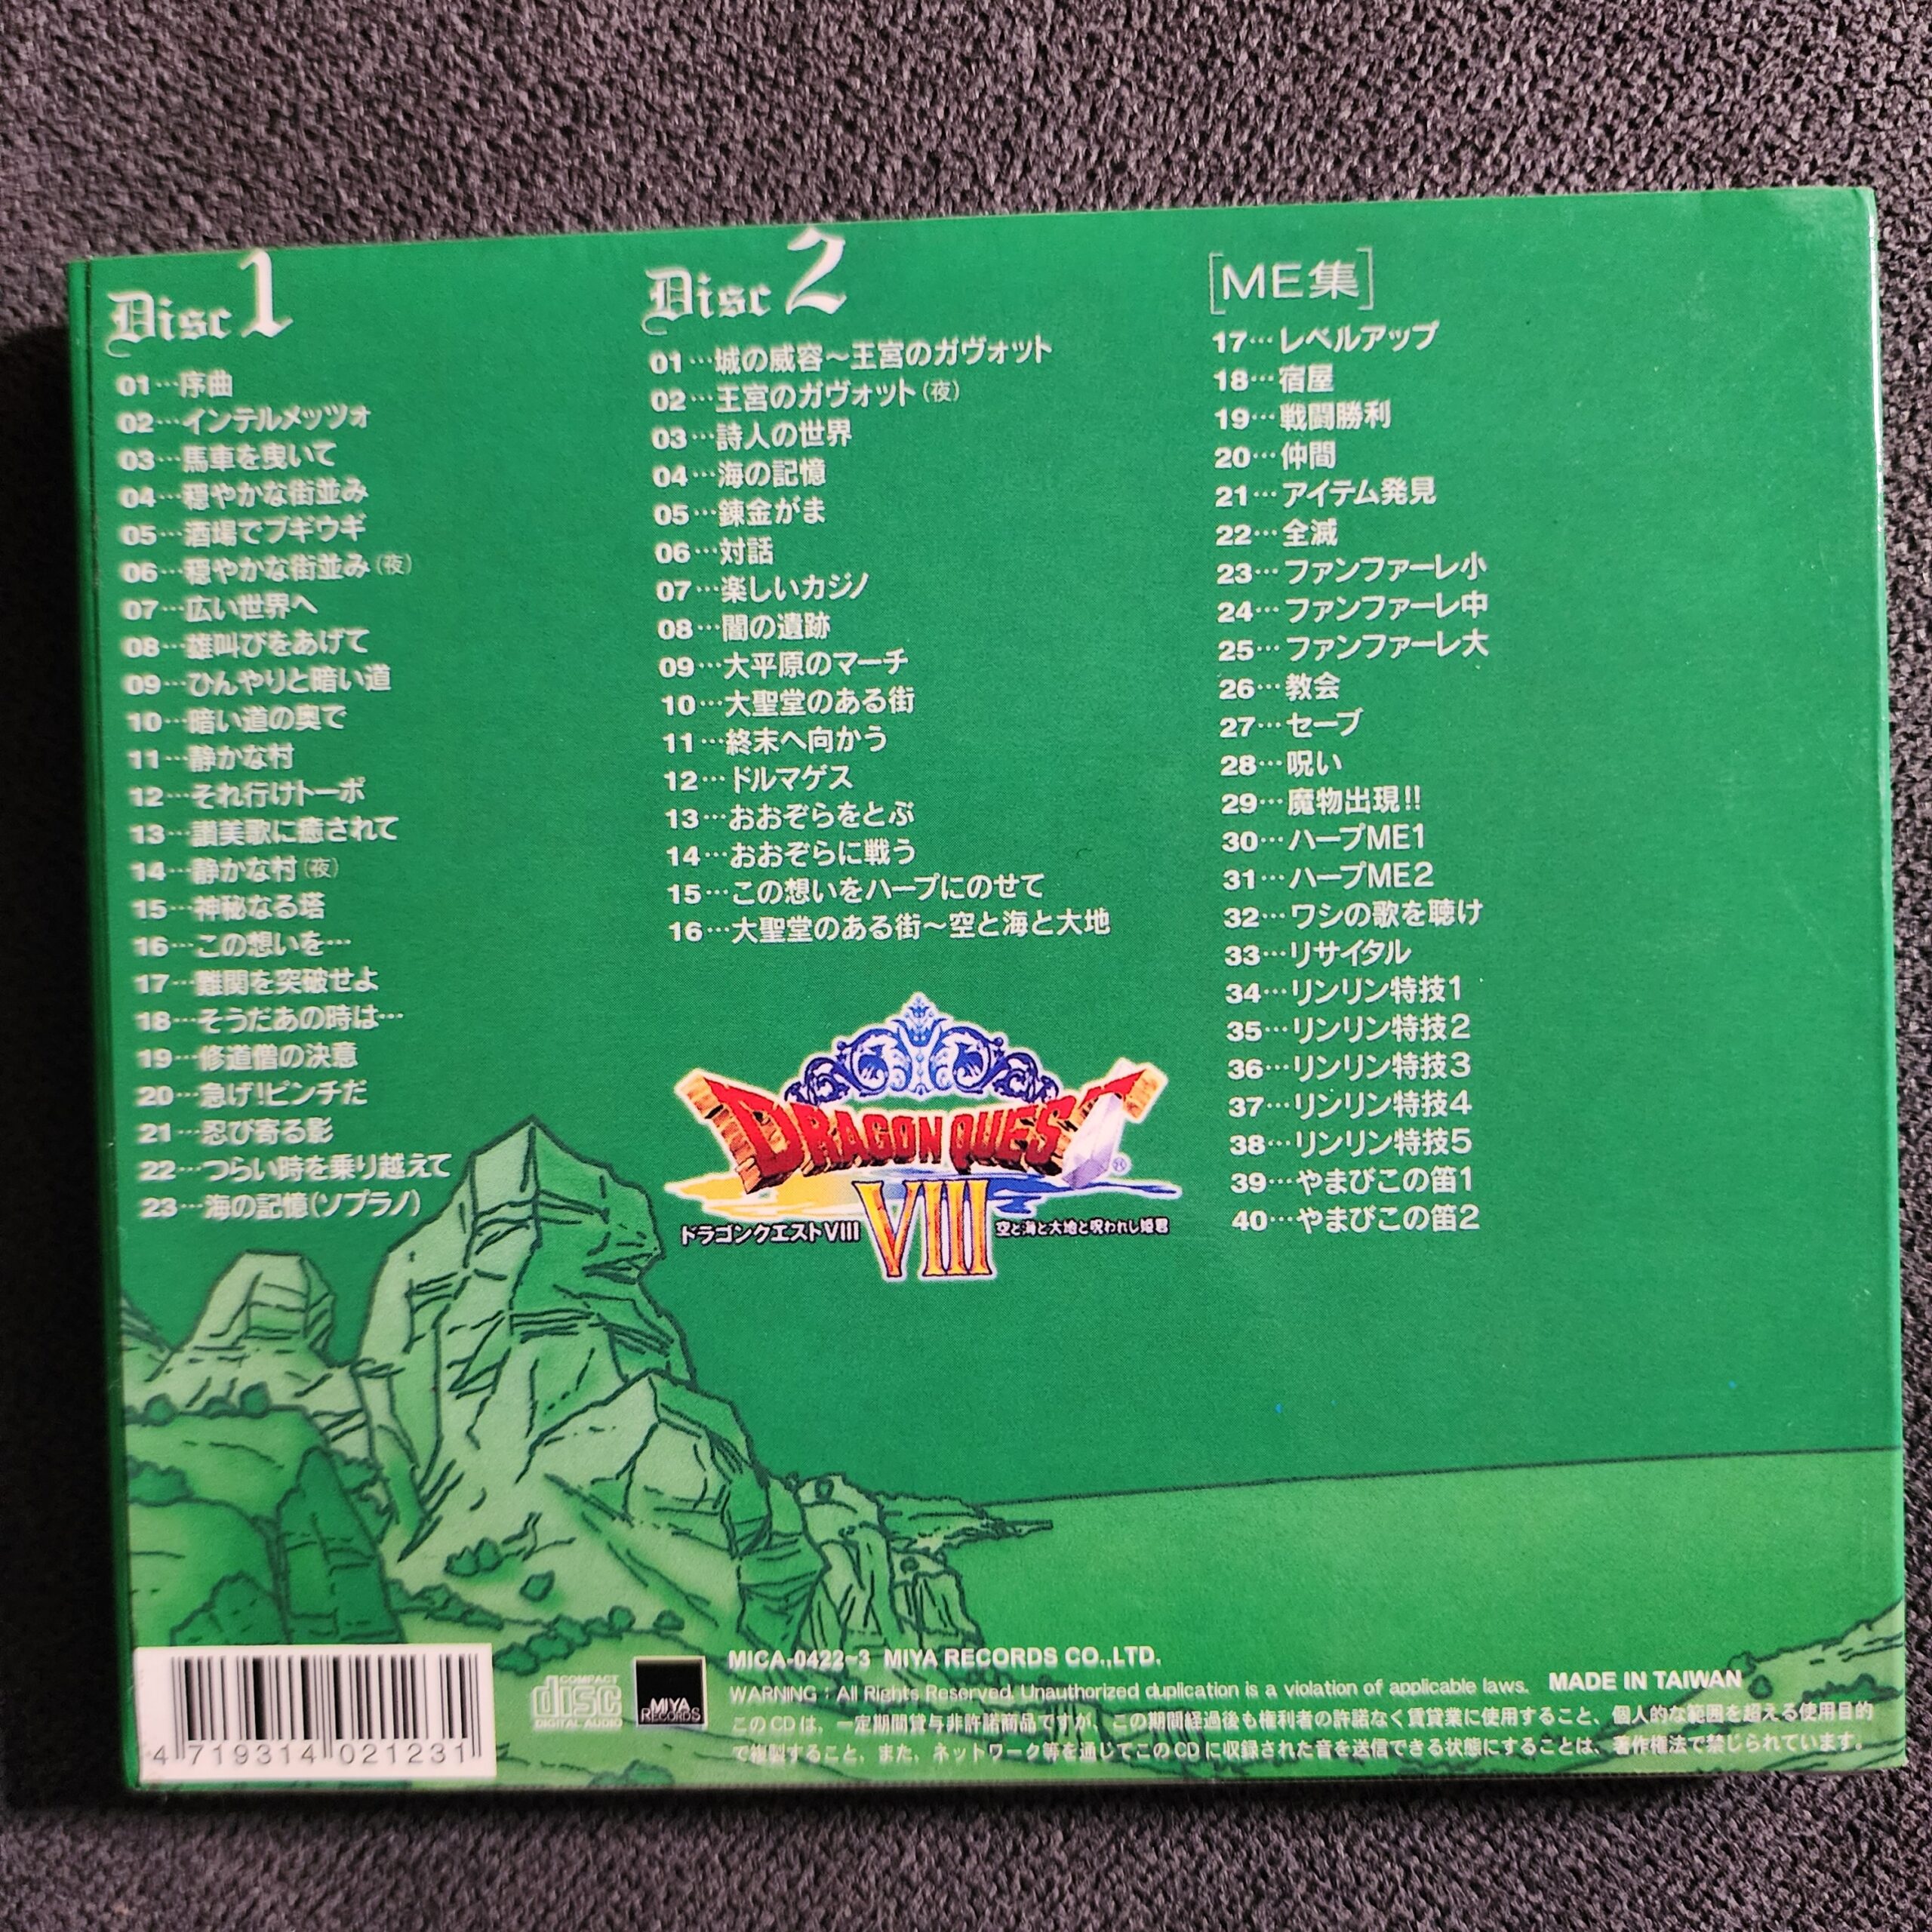 Disc 1
01…序曲
02…インテルメッツォ
03…馬車を曳いて
04…穏やかな街並み
05…酒場でブギウギ
06…穏やかな街並み(夜)
07…広い世界へ
08…雄叫びをあげて
09…ひんやりと暗い道
10…暗い道の奥で
11…静かな村
12…それ行けトーポ
13…讃美歌に癒されて
14…静かな村(夜)
15…神秘なる塔
16…この想いを…
17…難関を突破せよ
18…そうだあの時は…
19…修道僧の決意
20…急げ!ピンチだ
21…忍び寄る影
22…つらい時を乗り越えて
23…海の記憶(ソプラノ)
Disc 2
01…城の威容～王宮のガヴォット
02…王宮のガヴォット(夜)
03…詩人の世界
04…海の記憶
05…錬金がま
06…対話
07…楽しいカジノ
08…闇の遺跡
09…大平原のマーチ
10…大聖堂のある街
11…終末へ向かう
12…ドルマゲス
13…おおぞらをとぶ
14…おおぞらに戦う
15…この想いをハープにのせて
16…大聖堂のある街～空と海と大地
[ME集]
17…レベルアップ
18…宿屋
19…戦闘勝利
20…仲間
21…アイテム発見
22…全滅
23…ファンファーレ小
24…ファンファーレ中
25…ファンファーレ大
26…教会
27…セーブ
28…呪い
29…魔物出現!!
30…ハープME1
31…ハープME2
32…ワシの歌を聴け
33…リサイタル
34…リンリン特技1
35…リンリン特技2
36…リンリン特技3
37…リンリン特技4
38…リンリン特技5
39…やまびこの笛1
40…やまびこの笛2
DRAGON QUEST®
VIII
ドラゴンクエストVIII 空と海と大地と呪われし姫君
4 719314 021231
COMPACT disc DIGITAL AUDIO
MIYA RECORDS
MICA-0422~3 MIYA RECORDS CO.,LTD.
WARNING : All Rights Reserved. Unauthorized duplication is a violation of applicable laws. MADE IN TAIWAN
このCDは、一定期間貸与非許諾商品ですが、この期間経過後も権利者の許諾なく賃貸業に使用すること、個人的な範囲を超える使用目的
で複製すること、また、ネットワーク等を通じてこのCDに収録された音を送信できる状態にすることは、著作権法で禁じられています。